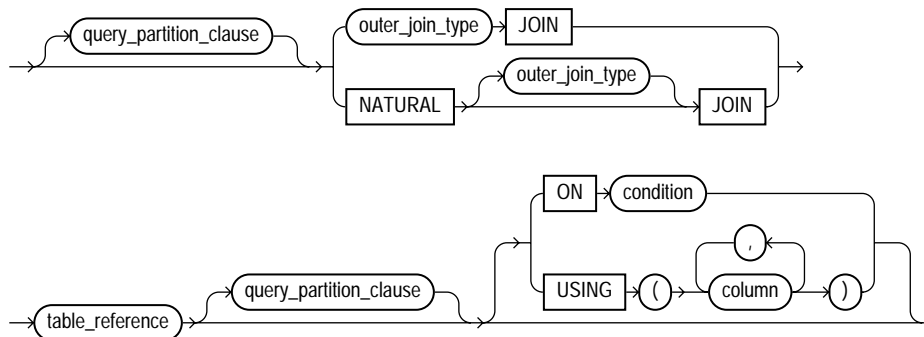 query_partition_clause outer_join_type JOIN
NATURAL outer_join_type JOIN
table_reference query_partition_clause ON condition
USING ( column , )